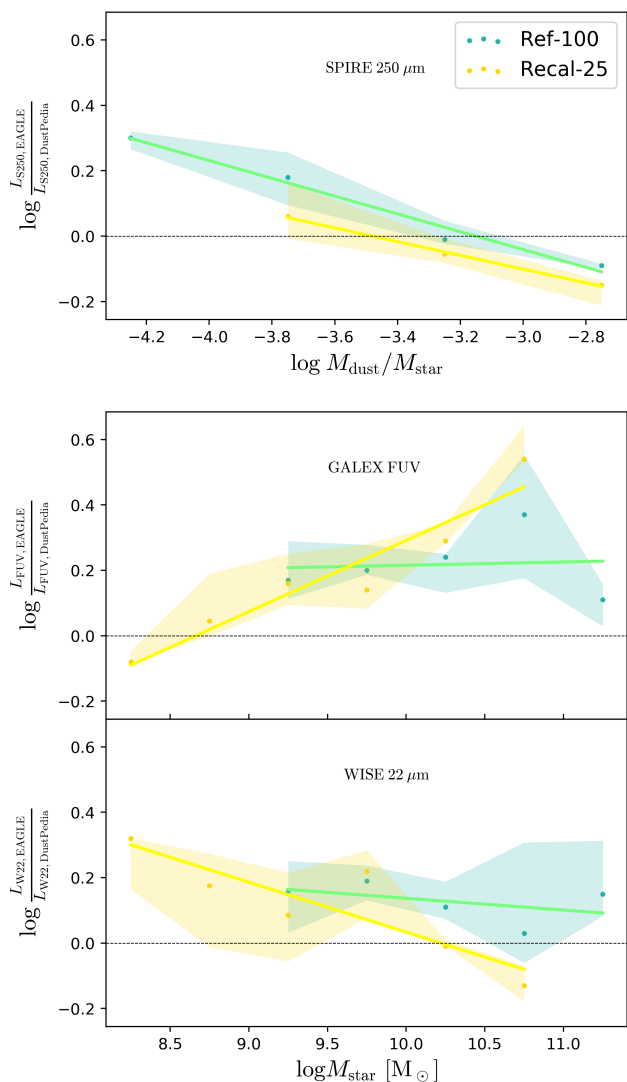 Ref-100
Recal-25
SPIRE 250 μm
log L_S250, EAGLE / L_S250, DustPedia
0.6
0.4
0.2
0.0
−0.2
−4.2 −4.0 −3.8 −3.6 −3.4 −3.2 −3.0 −2.8
log M_dust/M_star
GALEX FUV
log L_FUV, EAGLE / L_FUV, DustPedia
0.6
0.4
0.2
0.0
−0.2
WISE 22 μm
log L_W22, EAGLE / L_W22, DustPedia
0.6
0.4
0.2
0.0
−0.2
8.5 9.0 9.5 10.0 10.5 11.0
logM_star [M_⊙]